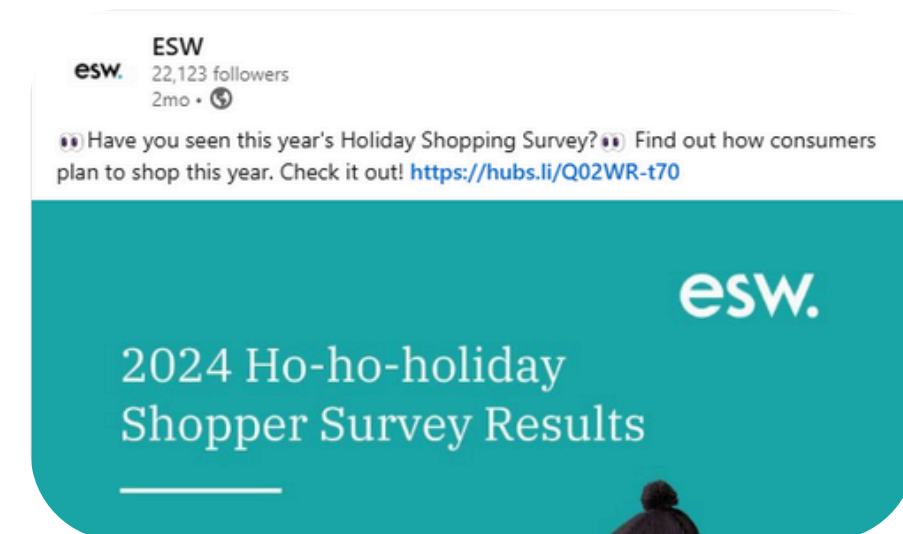 esw.
ESW
22,123 followers
2mo •
👀Have you seen this year's Holiday Shopping Survey?👀 Find out how consumers
plan to shop this year. Check it out! https://hubs.li/Q02WR-t70
esw.
2024 Ho-ho-holiday
Shopper Survey Results